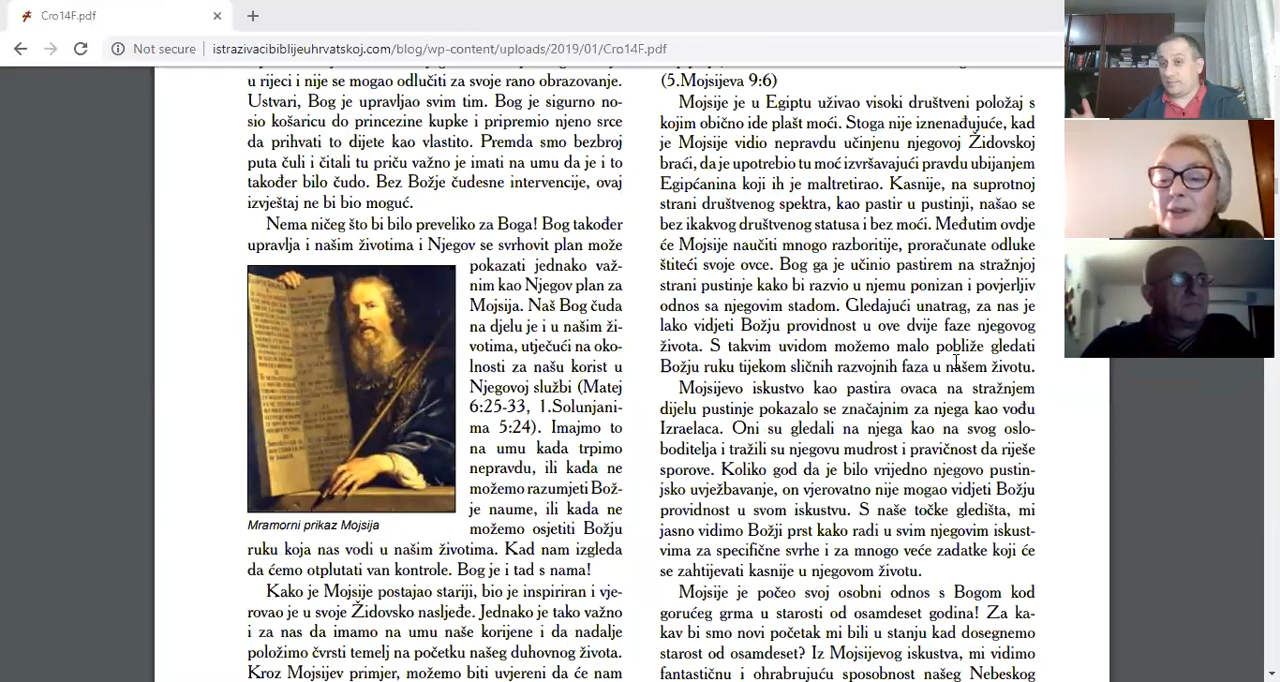 Cro14F.pdf
Not secure
istrazivacibiblijeuhrvatskoj.com/blog/wp-content/uploads/2019/01/Cro14F.pdf
u rijeci i nije se mogao odlučiti za svoje rano obrazovanje.
Ustvari, Bog je upravljao svim tim. Bog je sigurno no-
sio košaricu do princezine kupke i pripremio njeno srce
da prihvati to dijete kao vlastito. Premda smo bezbroj
puta čuli i čitali tu priču važno je imati na umu da je i to
također bilo čudo. Bez Božje čudesne intervencije, ovaj
izvještaj ne bi bio moguć.
Nema ničeg što bi bilo preveliko za Boga! Bog također
upravlja i našim životima i Njegov se svrhovit plan može
pokazati jednako važ-
nim kao Njegov plan za
Mojsija. Naš Bog čuda
na djelu je i u našim ži-
votima, utječući na oko-
lnosti za našu korist u
Njegovoj službi (Matej
6:25-33, 1.Solunjani-
ma 5:24). Imajmo to
na umu kada trpimo
nepravdu, ili kada ne
možemo razumjeti Bož-
je naume, ili kada ne
možemo osjetiti Božju
Mramorni prikaz Mojsija
ruku koja nas vodi u našim životima. Kad nam izgleda
da ćemo otplutati van kontrole. Bog je i tad s nama!
Kako je Mojsije postajao stariji, bio je inspiriran i vje-
rovao je u svoje Židovsko nasljeđe. Jednako je tako važno
i za nas da imamo na umu naše korijene i da nadalje
položimo čvrsti temelj na početku našeg duhovnog života.
Kroz Mojsijev primjer, možemo biti uvjereni da će nam
(5.Mojsijeva 9:6)
Mojsije je u Egiptu uživao visoki društveni položaj s
kojim obično ide plašt moći. Stoga nije iznenađujuće, kad
je Mojsije vidio nepravdu učinjenu njegovoj Židovskoj
braći, da je upotrebio tu moć izvršavajući pravdu ubijanjem
Egipćanina koji ih je maltretirao. Kasnije, na suprotnoj
strani društvenog spektra, kao pastir u pustinji, našao se
bez ikakvog društvenog statusa i bez moći. Međutim ovdje
će Mojsije naučiti mnogo razboritije, proračunate odluke
štiteći svoje ovce. Bog ga je učinio pastirem na stražnjoj
strani pustinje kako bi razvio u njemu ponizan i povjerljiv
odnos sa njegovim stadom. Gledajući unatrag, za nas je
lako vidjeti Božju providnost u ove dvije faze njegovog
života. S takvim uvidom možemo malo pobliže gledati
Božju ruku tijekom sličnih razvojnih faza u našem životu.
Mojsijevo iskustvo kao pastira ovaca na stražnjem
dijelu pustinje pokazalo se značajnim za njega kao vođu
Izraelaca. Oni su gledali na njega kao na svog oslo-
boditelja i tražili su njegovu mudrost i pravičnost da riješe
sporove. Koliko god da je bilo vrijedno njegovo pustin-
jsko uvježbavanje, on vjerovatno nije mogao vidjeti Božju
providnost u svom iskustvu. S naše točke gledišta, mi
jasno vidimo Božji prst kako radi u svim njegovim iskust-
vima za specifične svrhe i za mnogo veće zadatke koji će
se zahtijevati kasnije u njegovom životu.
Mojsije je počeo svoj osobni odnos s Bogom kod
gorućeg grma u starosti od osamdeset godina! Za ka-
kav bi smo novi početak mi bili u stanju kad dosegnemo
starost od osamdeset? Iz Mojsijevog iskustva, mi vidimo
fantastičnu i ohrabrujuću sposobnost našeg Nebeskog